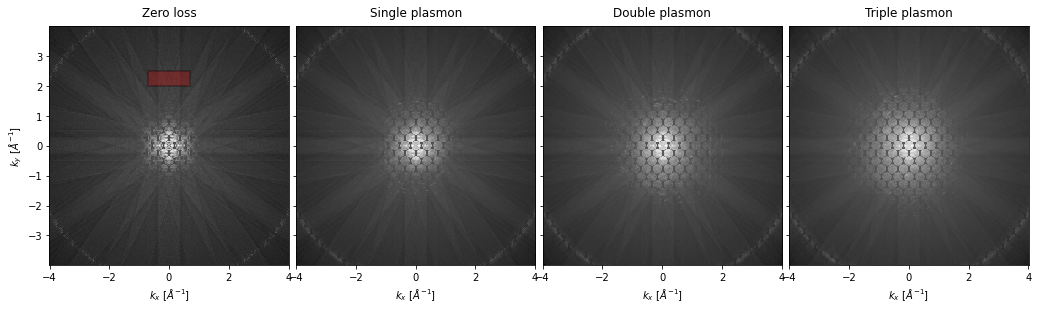 Zero loss Single plasmon Double plasmon Triple plasmon
3
2
1
0
−1
−2
−3
k_y [Å⁻¹]
−4 −2 0 2 4 −4 −2 0 2 4 −4 −2 0 2 4 −4 −2 0 2 4
k_x [Å⁻¹] k_x [Å⁻¹] k_x [Å⁻¹] k_x [Å⁻¹]